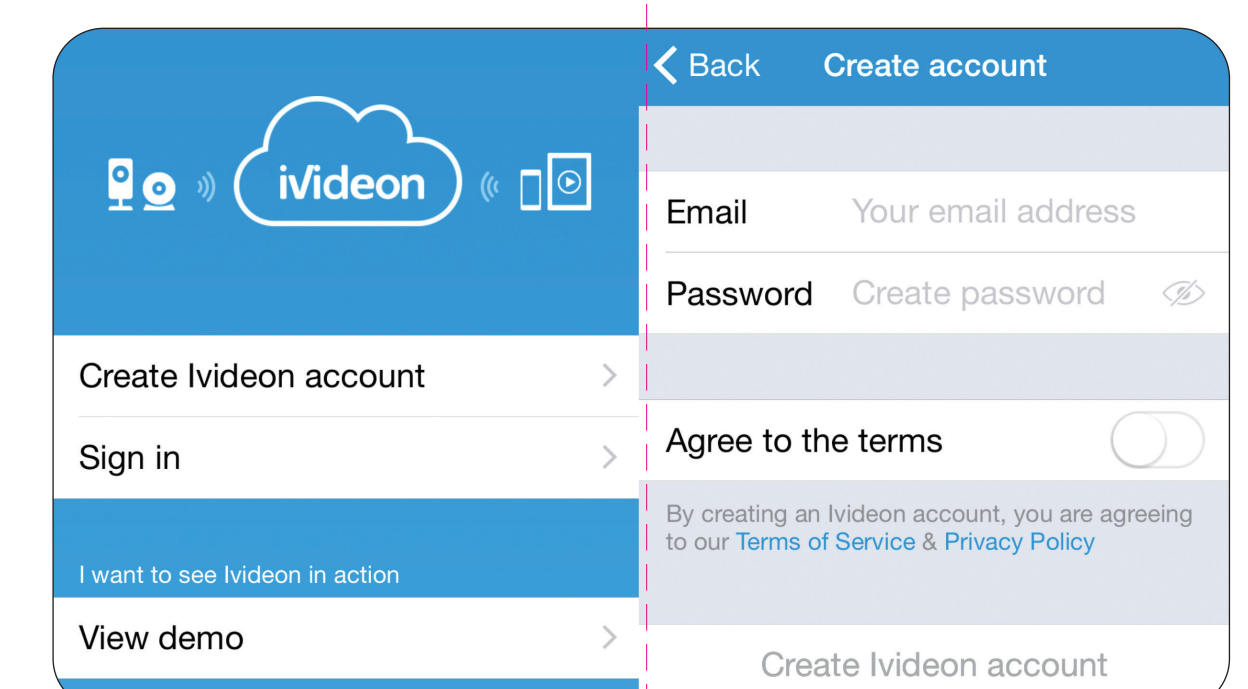 iVideon
Create Ivideon account
Sign in
I want to see Ivideon in action
View demo
Back
Create account
Email
Your email address
Password
Create password
Agree to the terms
By creating an Ivideon account, you are agreeing
to our Terms of Service & Privacy Policy
Create Ivideon account